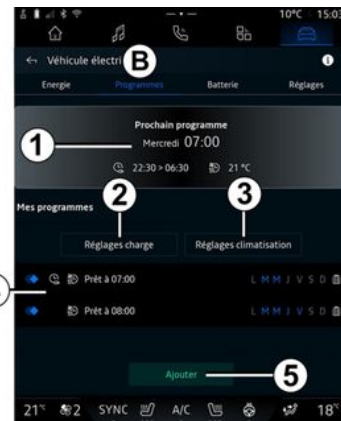 10°C 15:03
Véhicule électri B
Energie Programmes Batterie Réglages
Prochain programme
1 Mercredi 07:00
22:30 > 06:30 21 °C
2 3
Mes programmes
Réglages charge Réglages climatisation
Prêt à 07:00 L M M J V S D
Prêt à 08:00 L M M J V S D
Ajouter 5
21° 2 SYNC A/C 18°